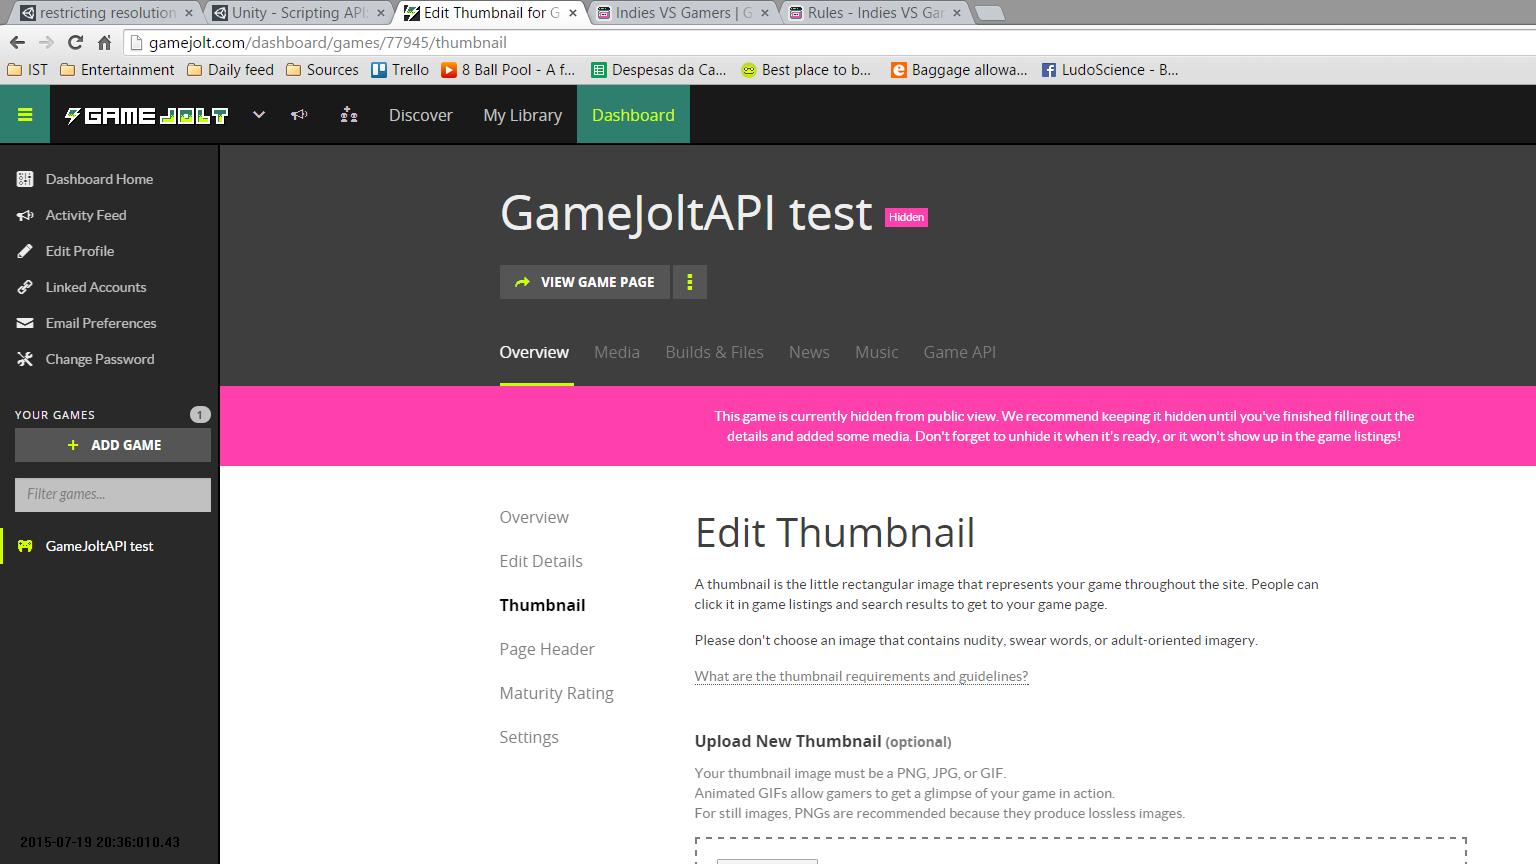 restricting resolution
Unity - Scripting API:
Edit Thumbnail for G
Indies VS Gamers | G
Rules - Indies VS Gar
gamejolt.com/dashboard/games/77945/thumbnail
IST
Entertainment
Daily feed
Sources
Trello
8 Ball Pool - A f...
Despesas da Ca...
Best place to b...
Baggage allowa...
LudoScience - B...
GAME JOLT
Discover
My Library
Dashboard
Dashboard Home
Activity Feed
Edit Profile
Linked Accounts
Email Preferences
Change Password
YOUR GAMES
1
+ ADD GAME
Filter games...
GameJoltAPI test
GameJoltAPI test
Hidden
VIEW GAME PAGE
Overview
Media
Builds & Files
News
Music
Game API
This game is currently hidden from public view. We recommend keeping it hidden until you've finished filling out the
details and added some media. Don't forget to unhide it when it's ready, or it won't show up in the game listings!
Overview
Edit Details
Thumbnail
Page Header
Maturity Rating
Settings
Edit Thumbnail
A thumbnail is the little rectangular image that represents your game throughout the site. People can
click it in game listings and search results to get to your game page.
Please don't choose an image that contains nudity, swear words, or adult-oriented imagery.
What are the thumbnail requirements and guidelines?
Upload New Thumbnail (optional)
Your thumbnail image must be a PNG, JPG, or GIF.
Animated GIFs allow gamers to get a glimpse of your game in action.
For still images, PNGs are recommended because they produce lossless images.
2015-07-19 20:36:010.43